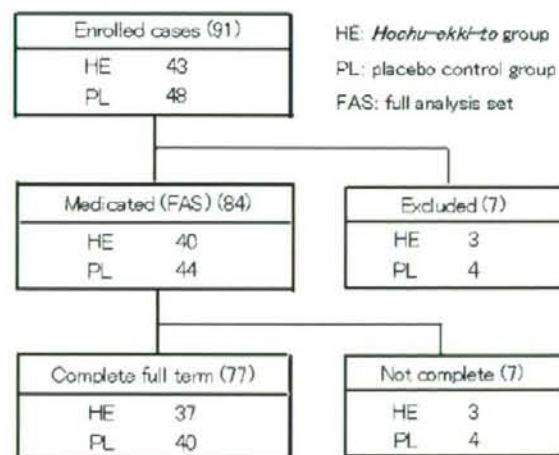 Enrolled cases (91)
HE 43
PL 48
HE: Hochu-ekki-to group
PL: placebo control group
FAS: full analysis set
Medicated (FAS) (84)
HE 40
PL 44
Excluded (7)
HE 3
PL 4
Complete full term (77)
HE 37
PL 40
Not complete (7)
HE 3
PL 4